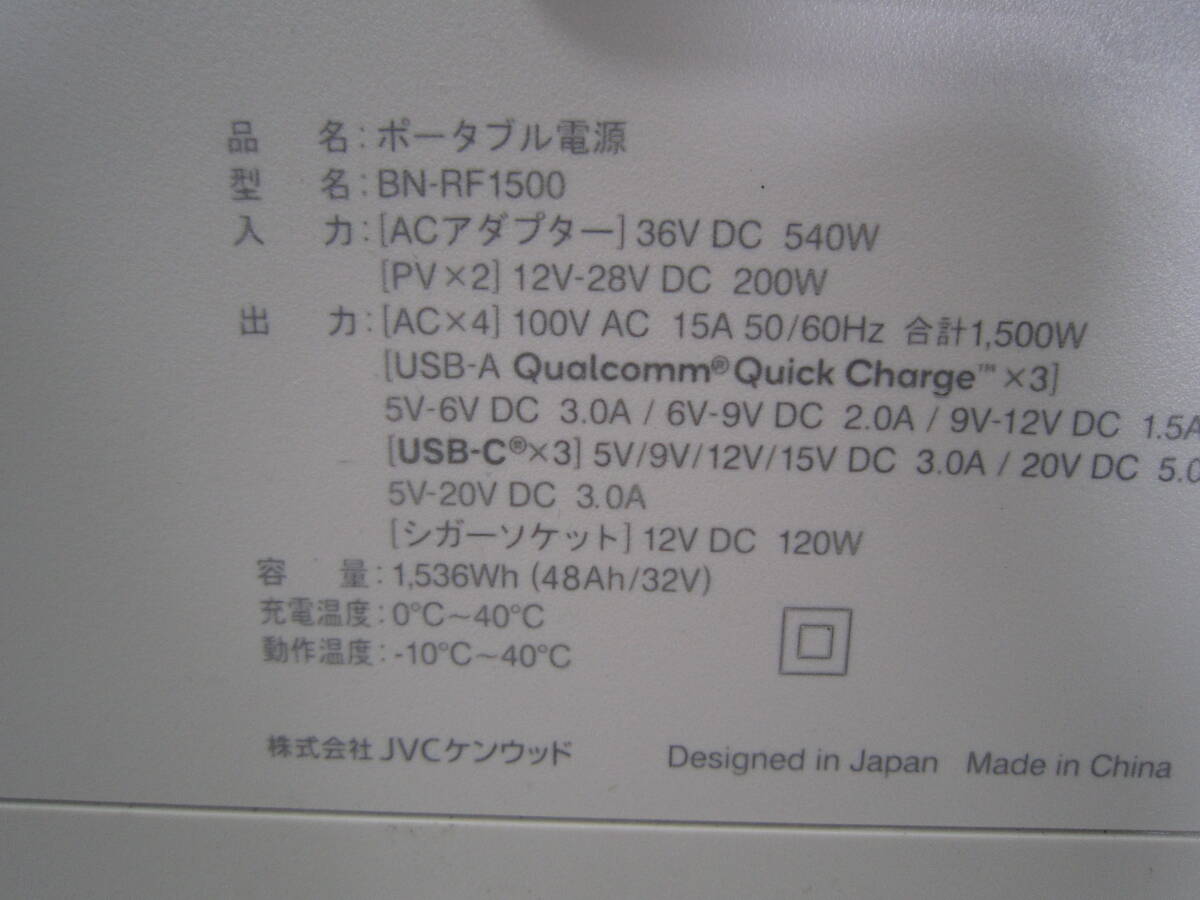 品 名：ポータブル電源
型 名：BN-RF1500
入 力：[ACアダプター] 36V DC 540W
[PV×2] 12V-28V DC 200W
出 力：[AC×4] 100V AC 15A 50/60Hz 合計1,500W
[USB-A Qualcomm® Quick Charge™ ×3]
5V-6V DC 3.0A / 6V-9V DC 2.0A / 9V-12V DC 1.5A
[USB-C®×3] 5V/9V/12V/15V DC 3.0A / 20V DC 5.0
5V-20V DC 3.0A
[シガーソケット] 12V DC 120W
容 量：1,536Wh (48Ah/32V)
充電温度：0°C～40°C
動作温度：-10°C～40°C
株式会社 JVCケンウッド Designed in Japan Made in China